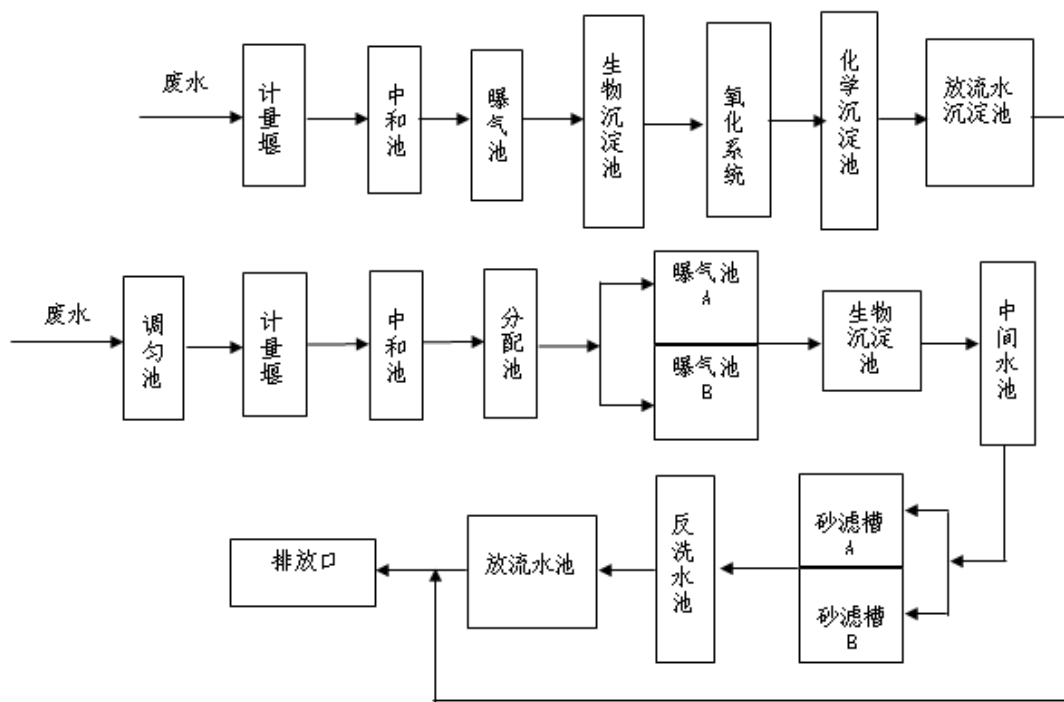 废水
计量堰
中和池
曝气池
生物沉淀池
氧化系统
化学沉淀池
放流水
沉淀池
废水
调匀池
计量堰
中和池
分配池
曝气池
A
曝气池
B
生物
沉淀
池
中间水池
排放口
放流水池
反洗水池
砂滤槽
A
砂滤槽
B